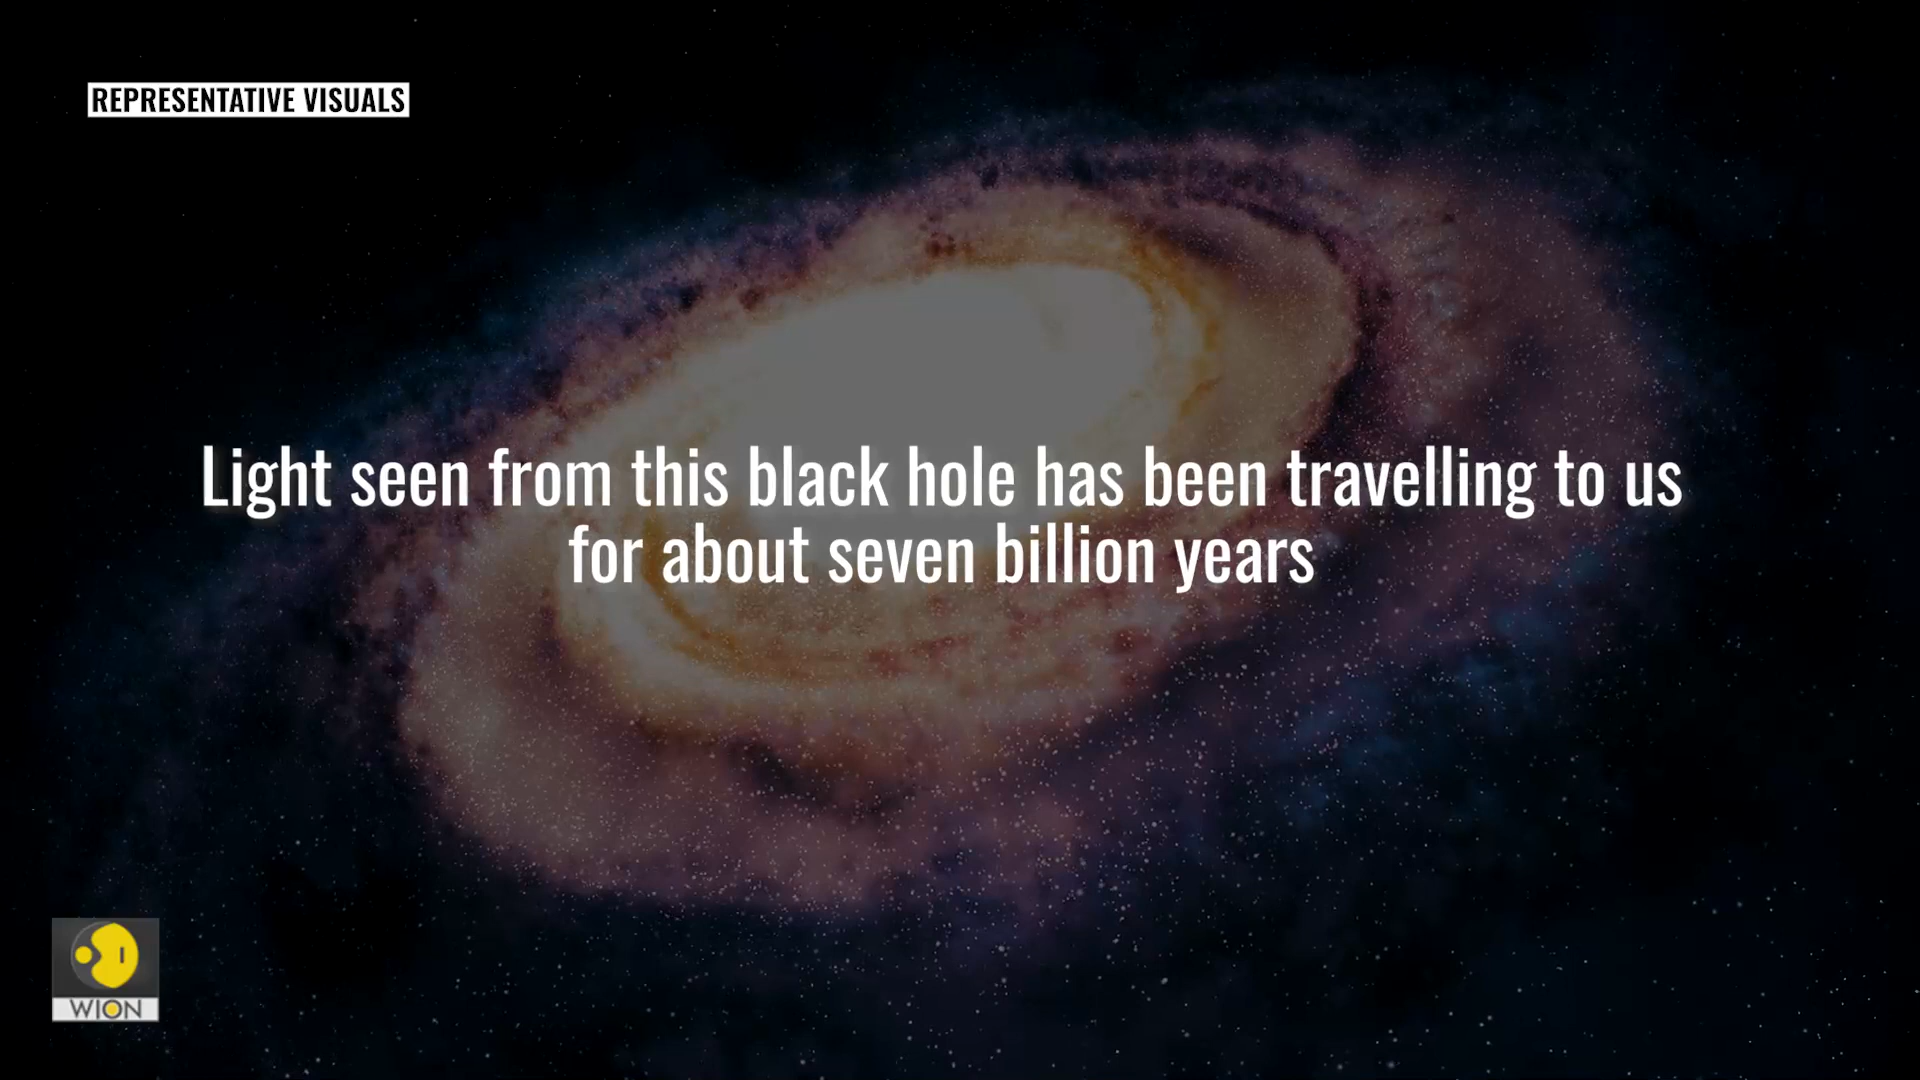 REPRESENTATIVE VISUALS
Light seen from this black hole has been travelling to us
for about seven billion years
WION